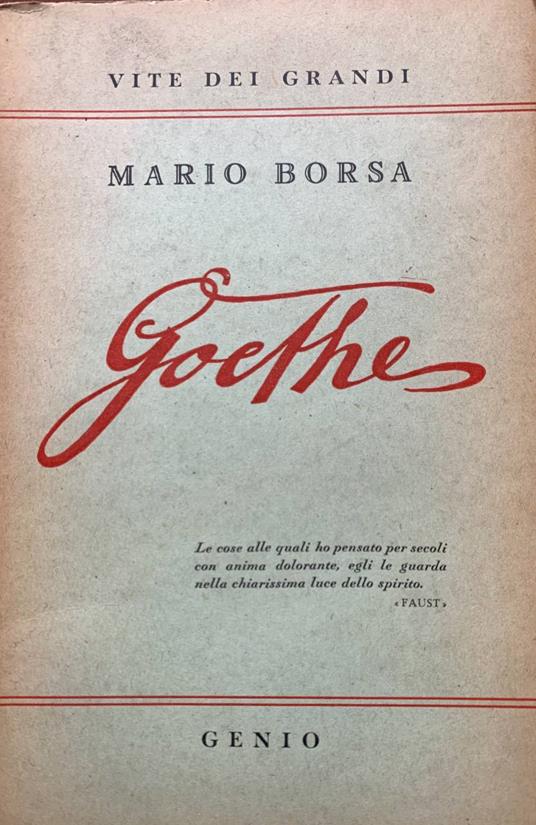 VITE DEI GRANDI
MARIO BORSA
Goethe
Le cose alle quali ho pensato per secoli
con anima dolorante, egli le guarda
nella chiarissima luce dello spirito.
«FAUST»
GENIO